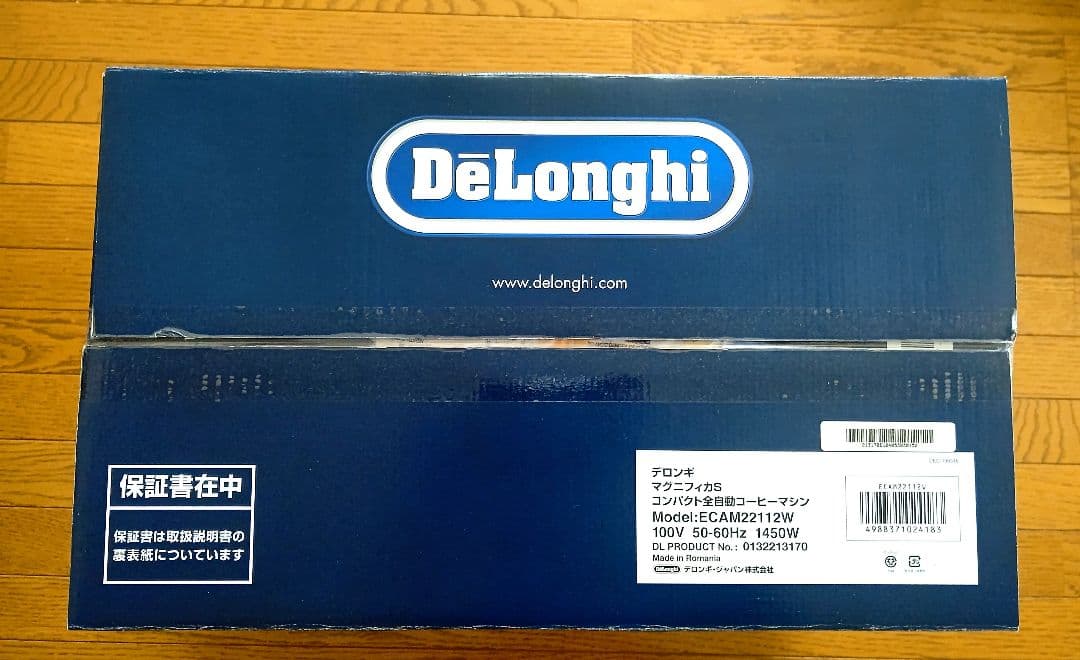 DēLonghi
www.delonghi.com
保証書在中
保証書は取扱説明書の
裏表紙についています
デロンギ
マグニフィカS
コンパクト全自動コーヒーマシン
Model:ECAM22112W
100V 50-60Hz 1450W
DL PRODUCT No.: 0132213170
Made in Romania
DēLonghi デロンギ・ジャパン株式会社
ECAM22112W
4988371024183